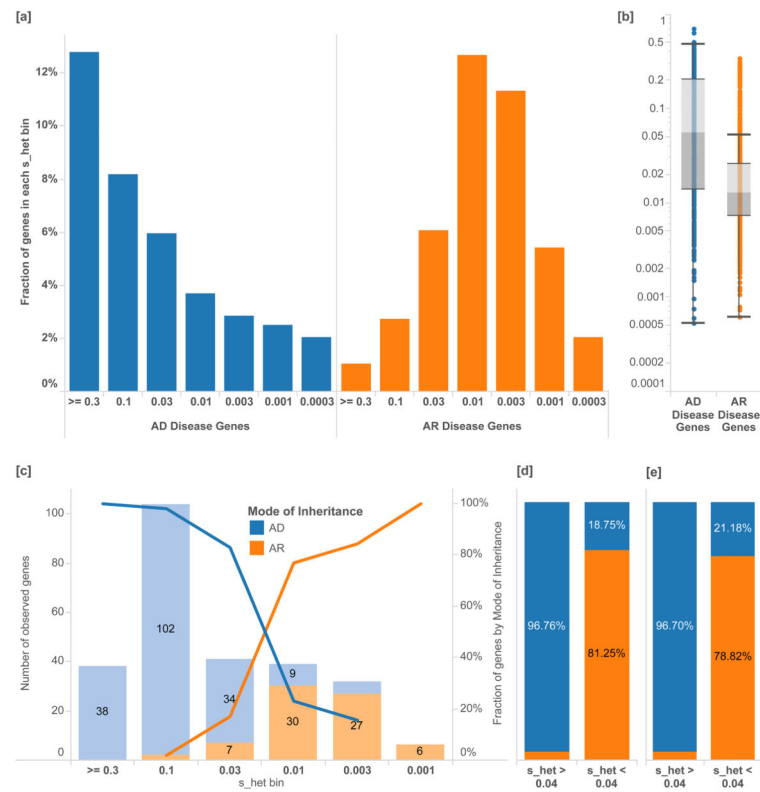 [a]
[b]
Fraction of genes in each s_het bin
12%
10%
8%
6%
4%
2%
0%
>= 0.3 0.1 0.03 0.01 0.003 0.001 0.0003 >= 0.3 0.1 0.03 0.01 0.003 0.001 0.0003
AD Disease Genes AR Disease Genes
1
0.5
0.2
0.1
0.05
0.02
0.01
0.005
0.002
0.001
0.0005
0.0002
0.0001
AD Disease Genes
AR Disease Genes
[c]
[d]
[e]
Number of observed genes
100
80
60
40
20
0
Mode of Inheritance
AD
AR
38
102
34
7
9
30
27
6
>= 0.3 0.1 0.03 0.01 0.003 0.001
s_het bin
100%
80%
60%
40%
20%
0%
Fraction of genes by Mode of Inheritance
96.76%
18.75%
81.25%
s_het > 0.04
s_het < 0.04
96.70%
21.18%
78.82%
s_het > 0.04
s_het < 0.04